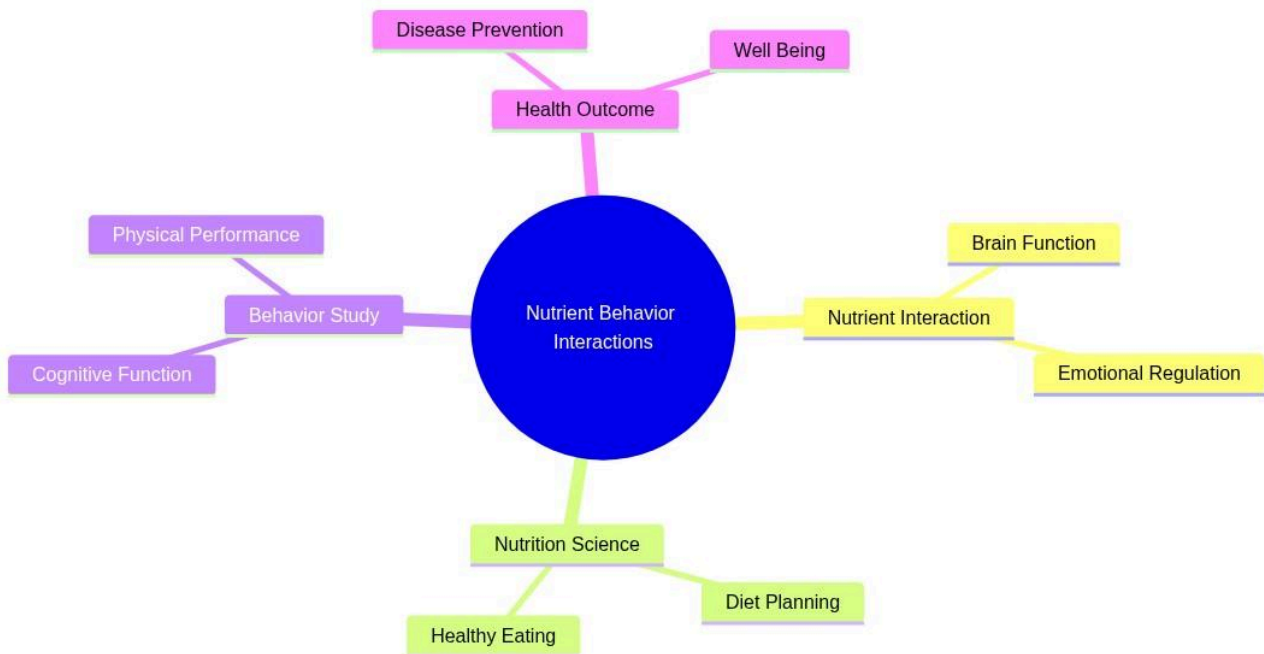 Disease Prevention
Well Being
Health Outcome
Physical Performance
Brain Function
Behavior Study
Nutrient Behavior
Interactions
Nutrient Interaction
Cognitive Function
Emotional Regulation
Nutrition Science
Diet Planning
Healthy Eating